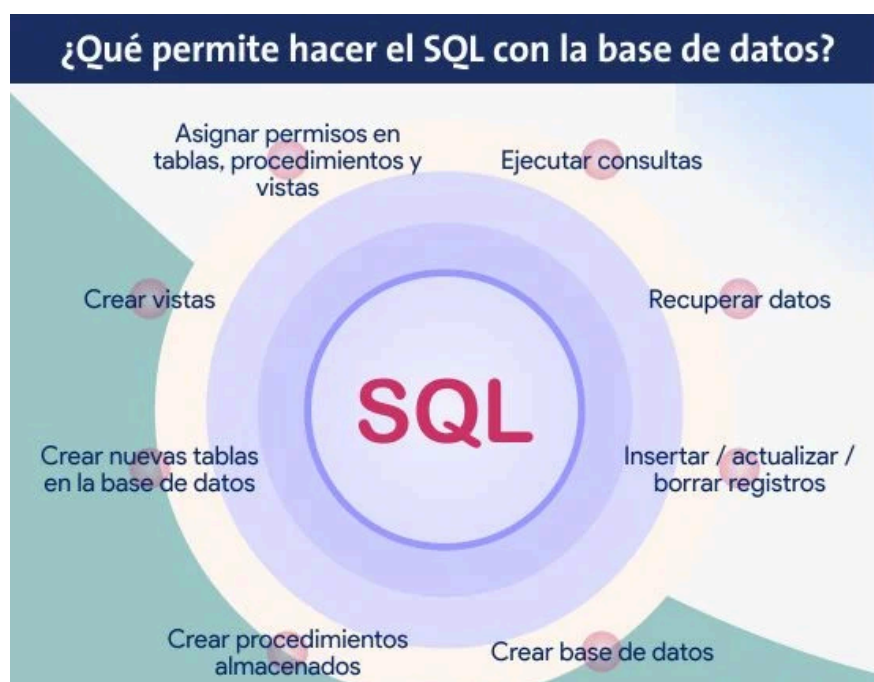 ¿Qué permite hacer el SQL con la base de datos?
Asignar permisos en
tablas, procedimientos y
vistas
Ejecutar consultas
Crear vistas
Recuperar datos
SQL
Crear nuevas tablas
en la base de datos
Insertar / actualizar /
borrar registros
Crear procedimientos
almacenados
Crear base de datos